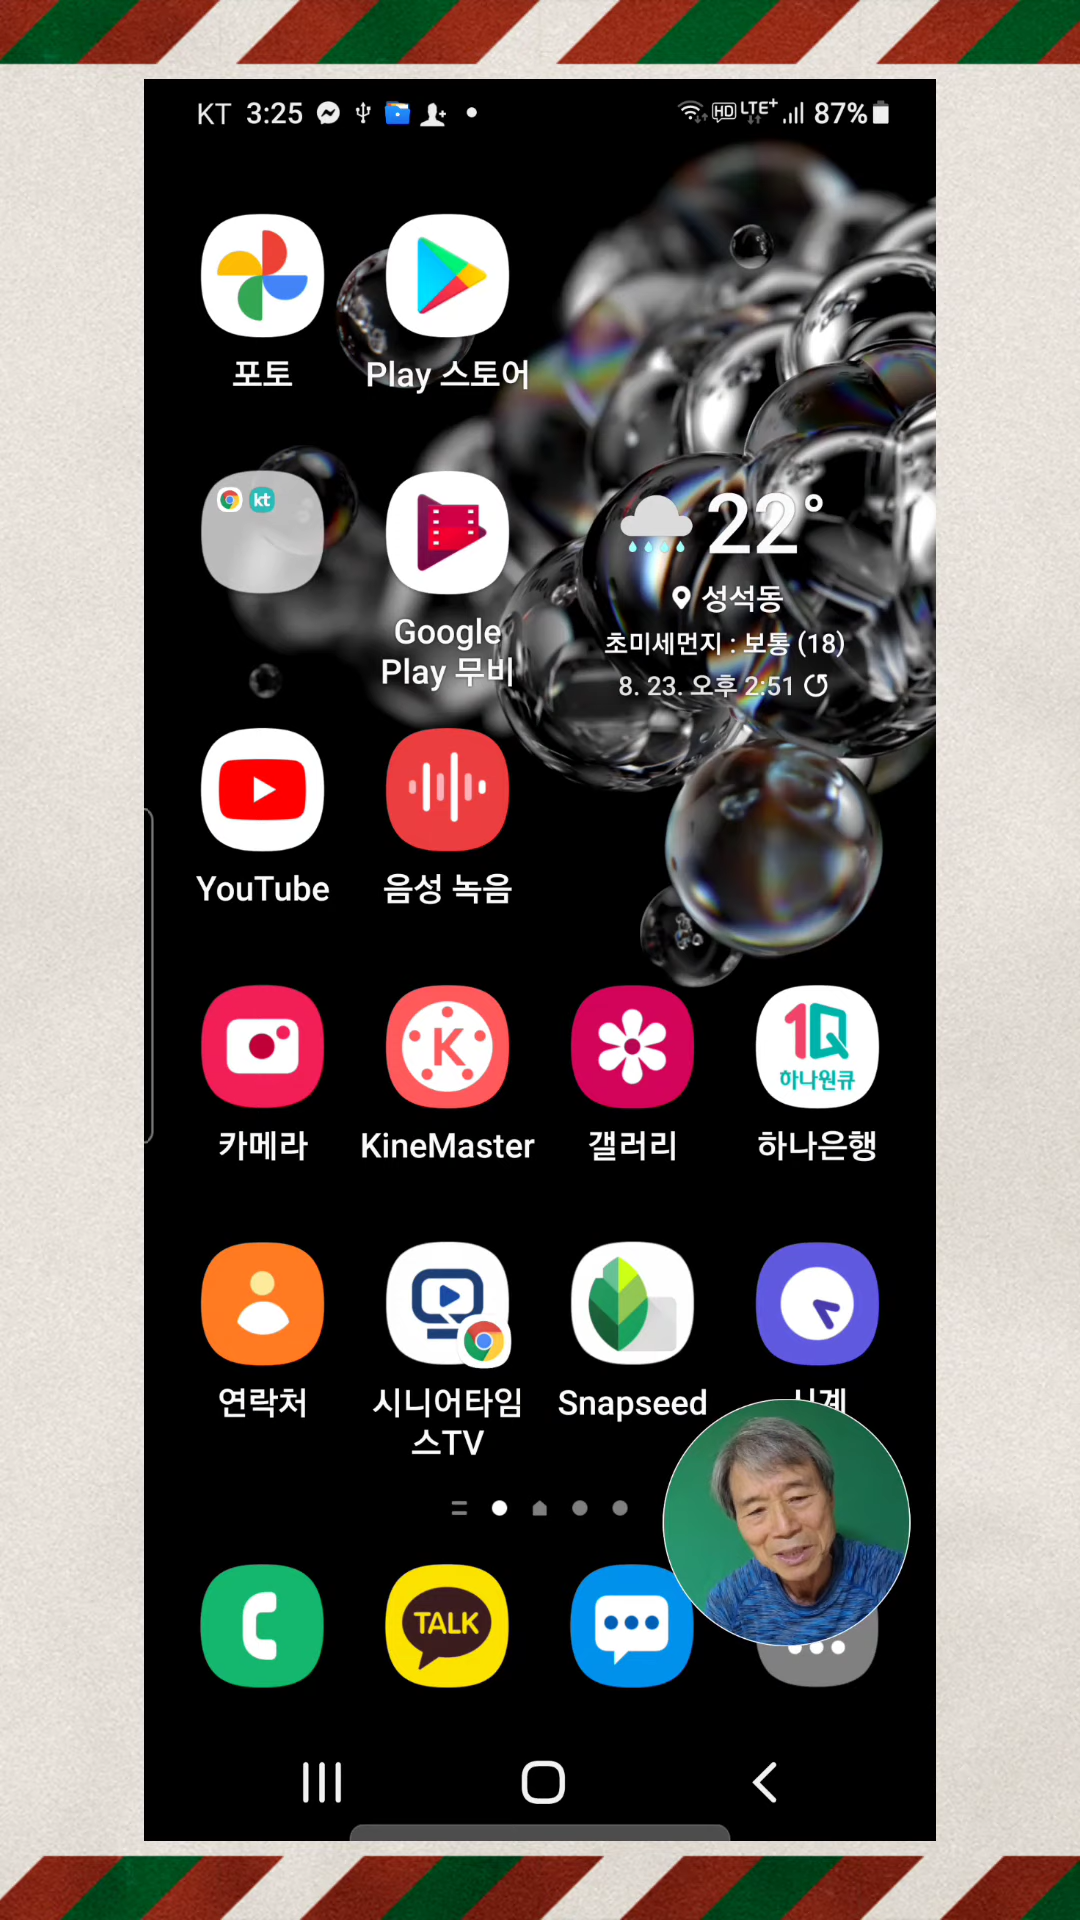 KT 3:25
HD LTE+ 87%
포토
Play 스토어
kt
Google
Play 무비
22°
성석동
초미세먼지 : 보통 (18)
8. 23. 오후 2:51
YouTube
음성 녹음
K
1Q
하나원큐
카메라
KineMaster
갤러리
하나은행
연락처
시니어타임
스TV
Snapseed
TALK